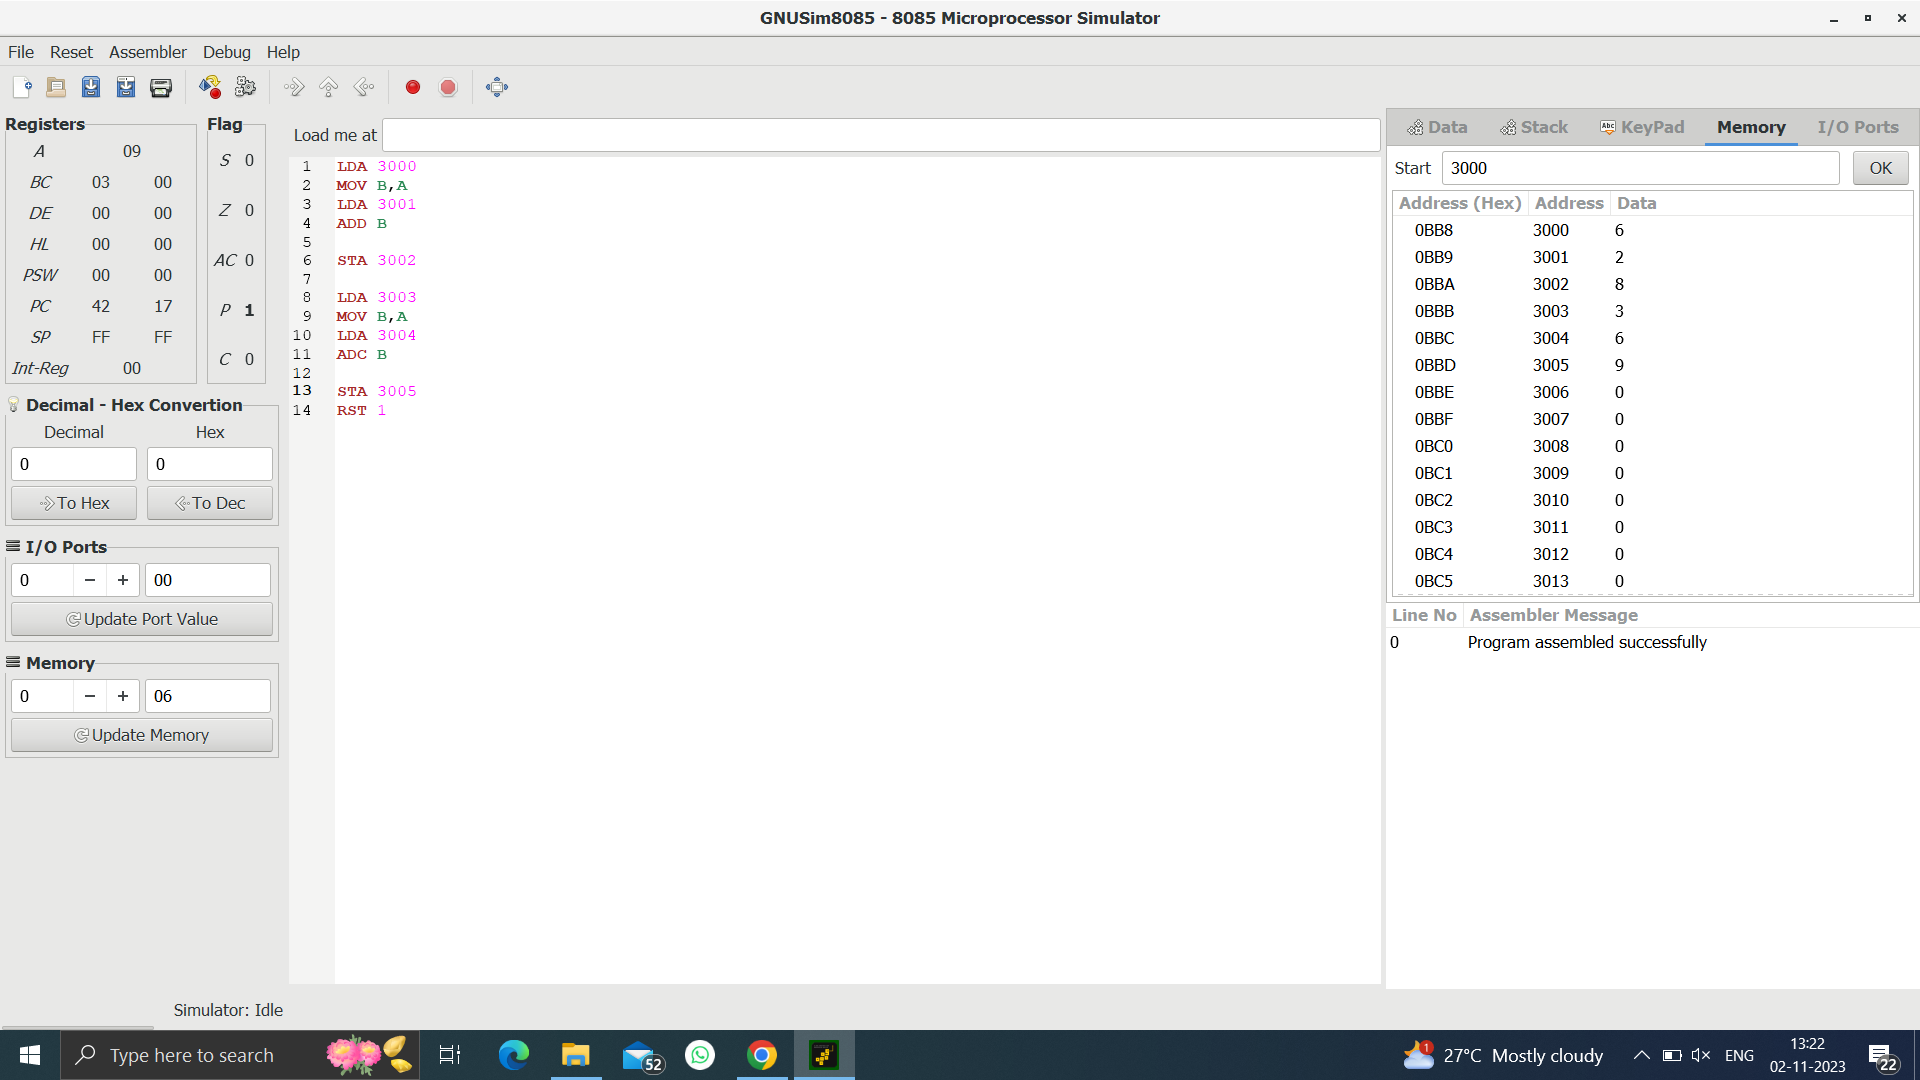 GNUSim8085 - 8085 Microprocessor Simulator
File Reset Assembler Debug Help
Registers
A 09
BC 03 00
DE 00 00
HL 00 00
PSW 00 00
PC 42 17
SP FF FF
Int-Reg 00
Flag
S 0
Z 0
AC 0
P 1
C 0
Decimal - Hex Convertion
Decimal Hex
0 0
To Hex To Dec
I/O Ports
0 − + 00
Update Port Value
Memory
0 − + 06
Update Memory
Load me at
1 LDA 3000
2 MOV B,A
3 LDA 3001
4 ADD B
5
6 STA 3002
7
8 LDA 3003
9 MOV B,A
10 LDA 3004
11 ADC B
12
13 STA 3005
14 RST 1
Data Stack Abc KeyPad Memory I/O Ports
Start 3000 OK
Address (Hex) Address Data
0BB8 3000 6
0BB9 3001 2
0BBA 3002 8
0BBB 3003 3
0BBC 3004 6
0BBD 3005 9
0BBE 3006 0
0BBF 3007 0
0BC0 3008 0
0BC1 3009 0
0BC2 3010 0
0BC3 3011 0
0BC4 3012 0
0BC5 3013 0
Line No Assembler Message
0 Program assembled successfully
Simulator: Idle
Type here to search
52
1 27°C Mostly cloudy
ENG
13:22
02-11-2023
22